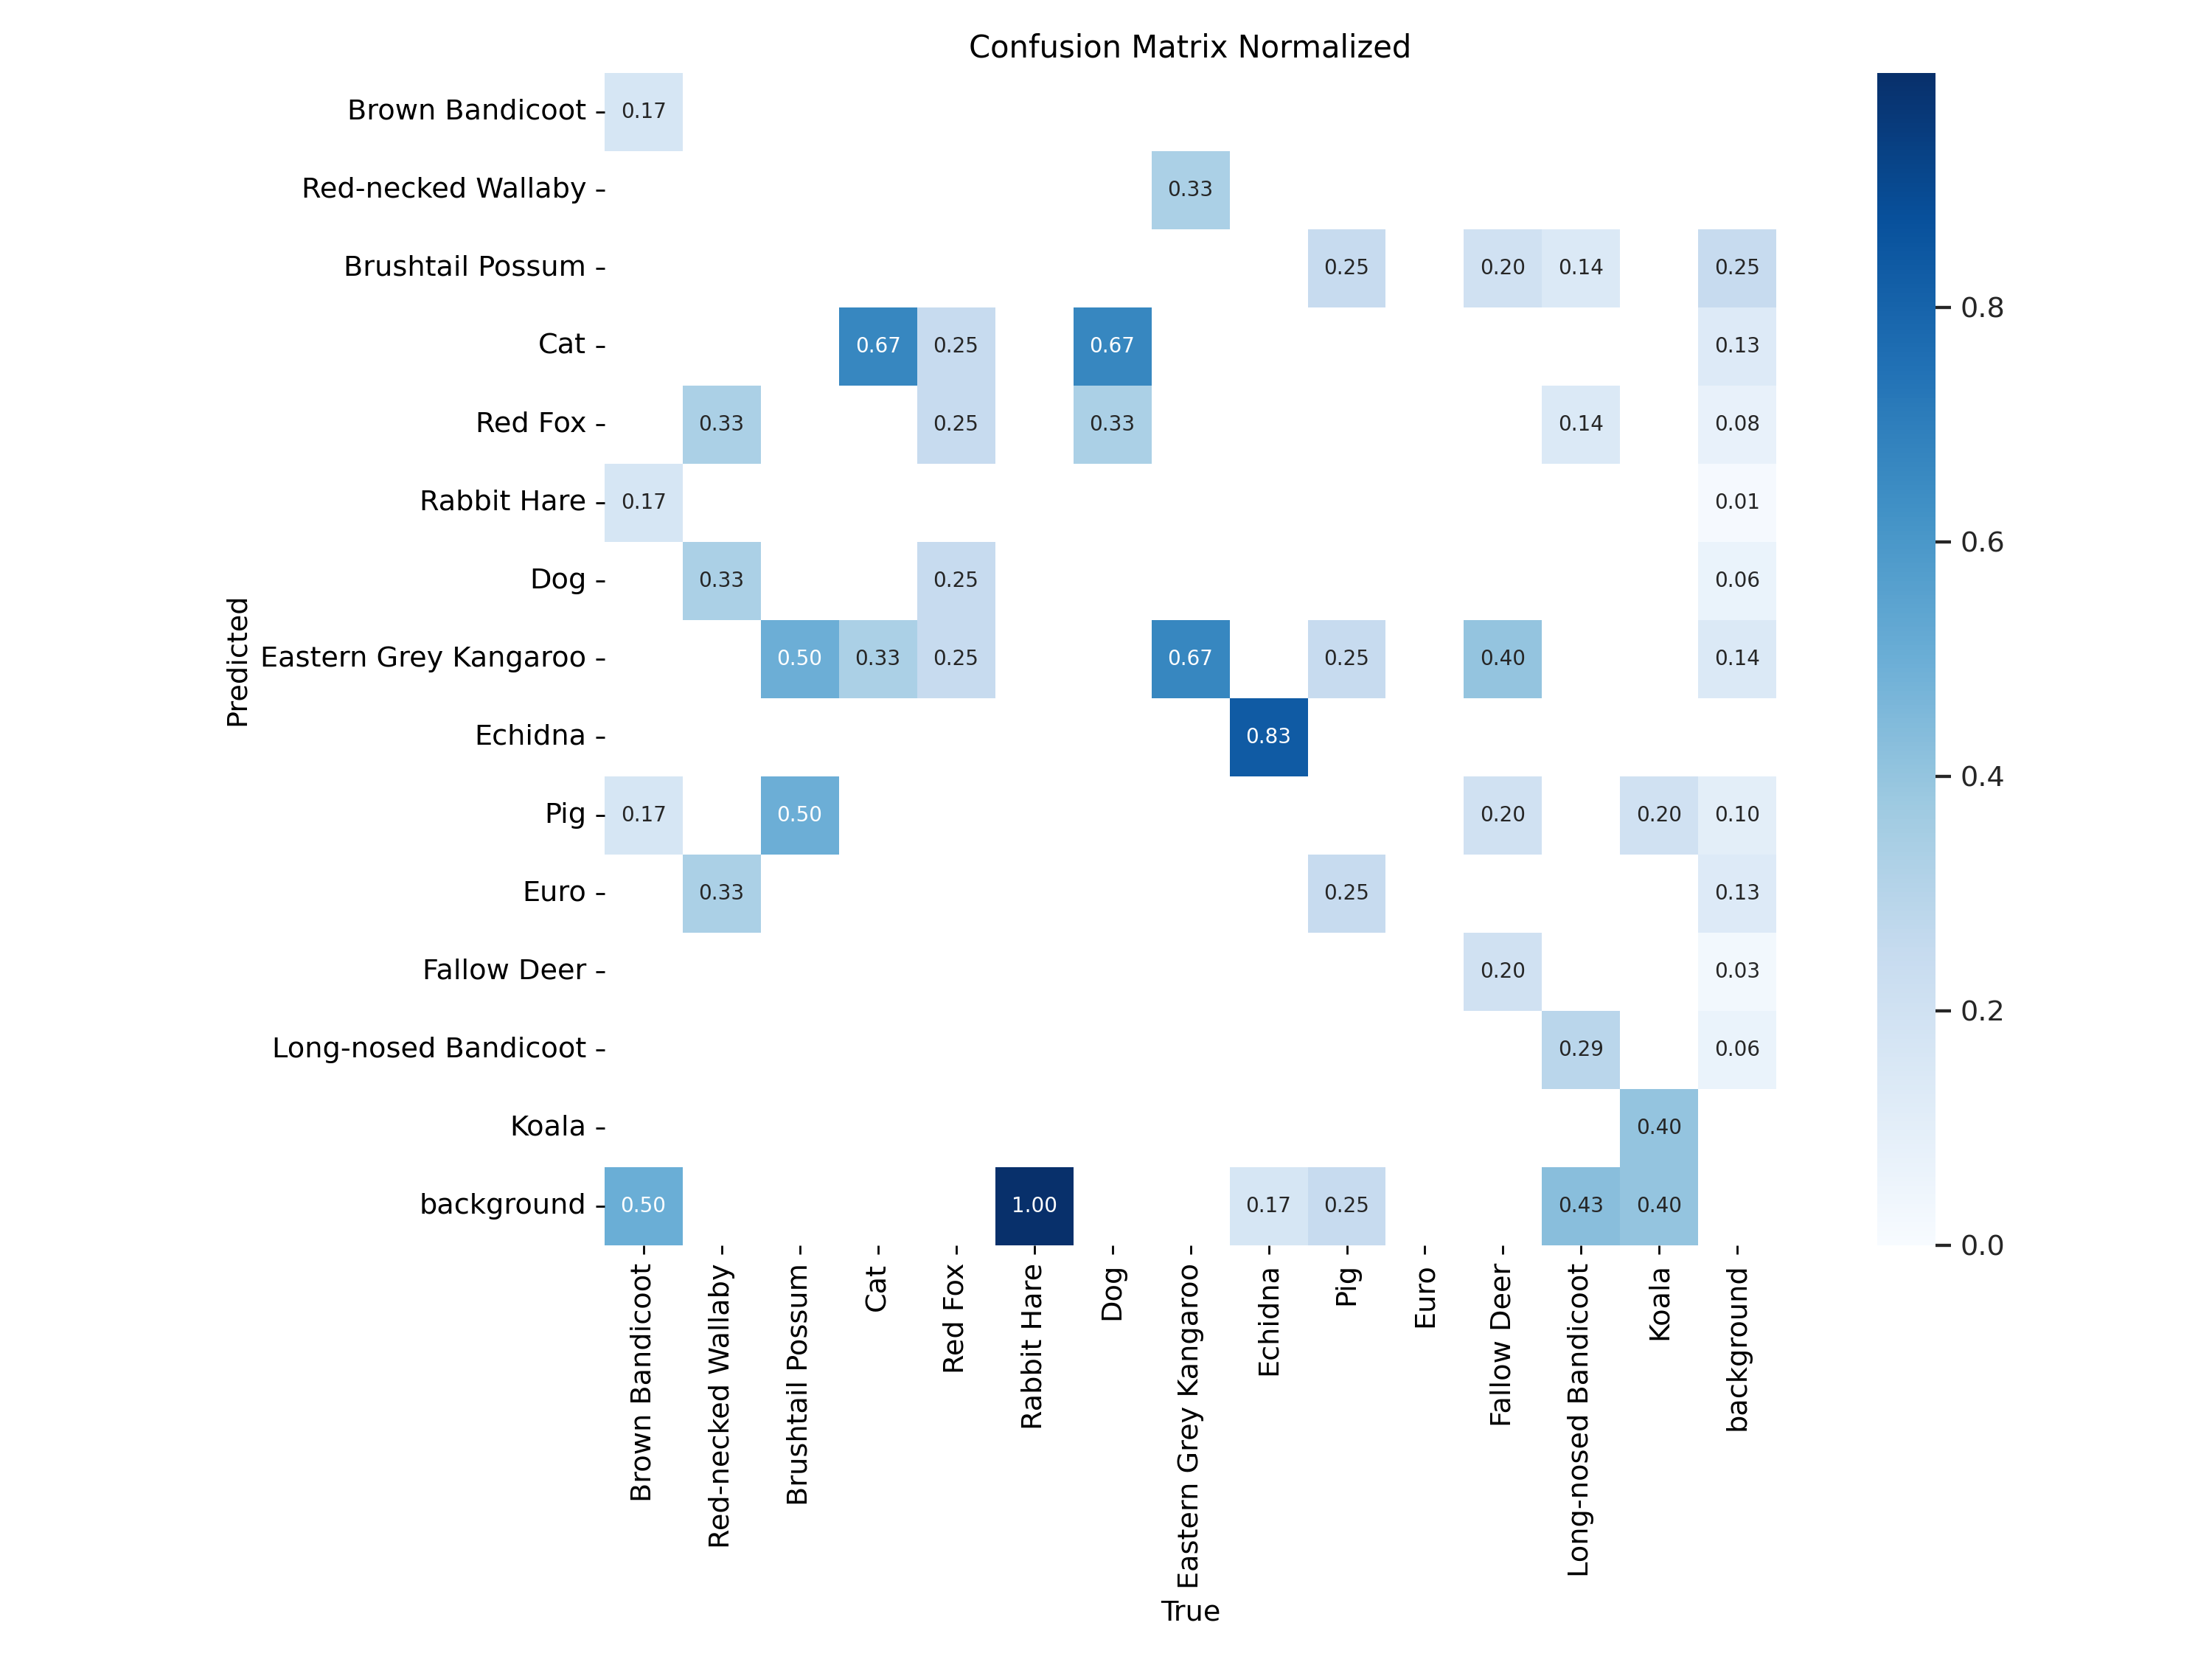 Confusion Matrix Normalized
Brown Bandicoot 0.17
Red-necked Wallaby 0.33
Brushtail Possum 0.25 0.20 0.14 0.25
Cat 0.67 0.25 0.67 0.13
Red Fox 0.33 0.25 0.33 0.14 0.08
Rabbit Hare 0.17 0.01
Dog 0.33 0.25 0.06
Eastern Grey Kangaroo 0.50 0.33 0.25 0.67 0.25 0.40 0.14
Echidna 0.83
Pig 0.17 0.50 0.20 0.20 0.10
Euro 0.33 0.25 0.13
Fallow Deer 0.20 0.03
Long-nosed Bandicoot 0.29 0.06
Koala 0.40
background 0.50 1.00 0.17 0.25 0.43 0.40
Predicted
Brown Bandicoot
Red-necked Wallaby
Brushtail Possum
Cat
Red Fox
Rabbit Hare
Dog
Eastern Grey Kangaroo
Echidna
Pig
Euro
Fallow Deer
Long-nosed Bandicoot
Koala
background
True
0.8
0.6
0.4
0.2
0.0